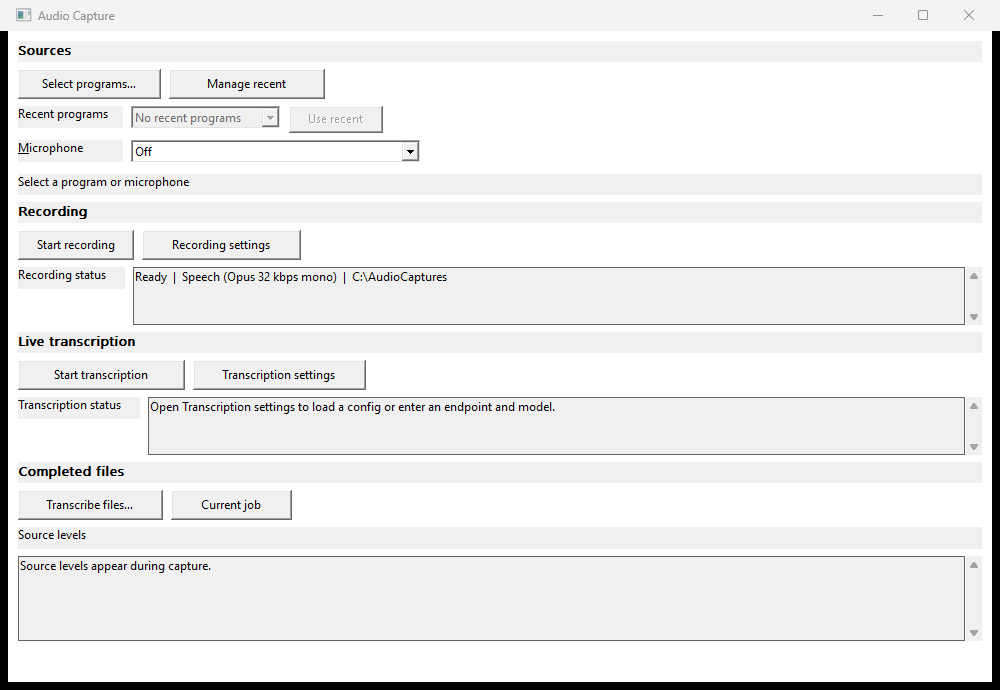 Audio Capture
Sources
Select programs...
Manage recent
Recent programs
No recent programs
Use recent
Microphone
Off
Select a program or microphone
Recording
Start recording
Recording settings
Recording status
Ready | Speech (Opus 32 kbps mono) | C:\AudioCaptures
Live transcription
Start transcription
Transcription settings
Transcription status
Open Transcription settings to load a config or enter an endpoint and model.
Completed files
Transcribe files...
Current job
Source levels
Source levels appear during capture.